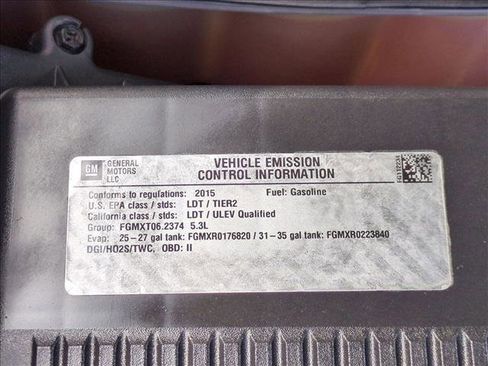 GM GENERAL MOTORS LLC
VEHICLE EMISSION
CONTROL INFORMATION
Conforms to regulations: 2015 Fuel: Gasoline
U.S. EPA class / stds: LDT / TIER2
California class / stds: LDT / ULEV Qualified
Group: FGMXT06.2374 5.3L
Evap: 25-27 gal tank: FGMXR0176820 / 31-35 gal tank: FGMXR0223840
DGI/HO2S/TWC, OBD: II